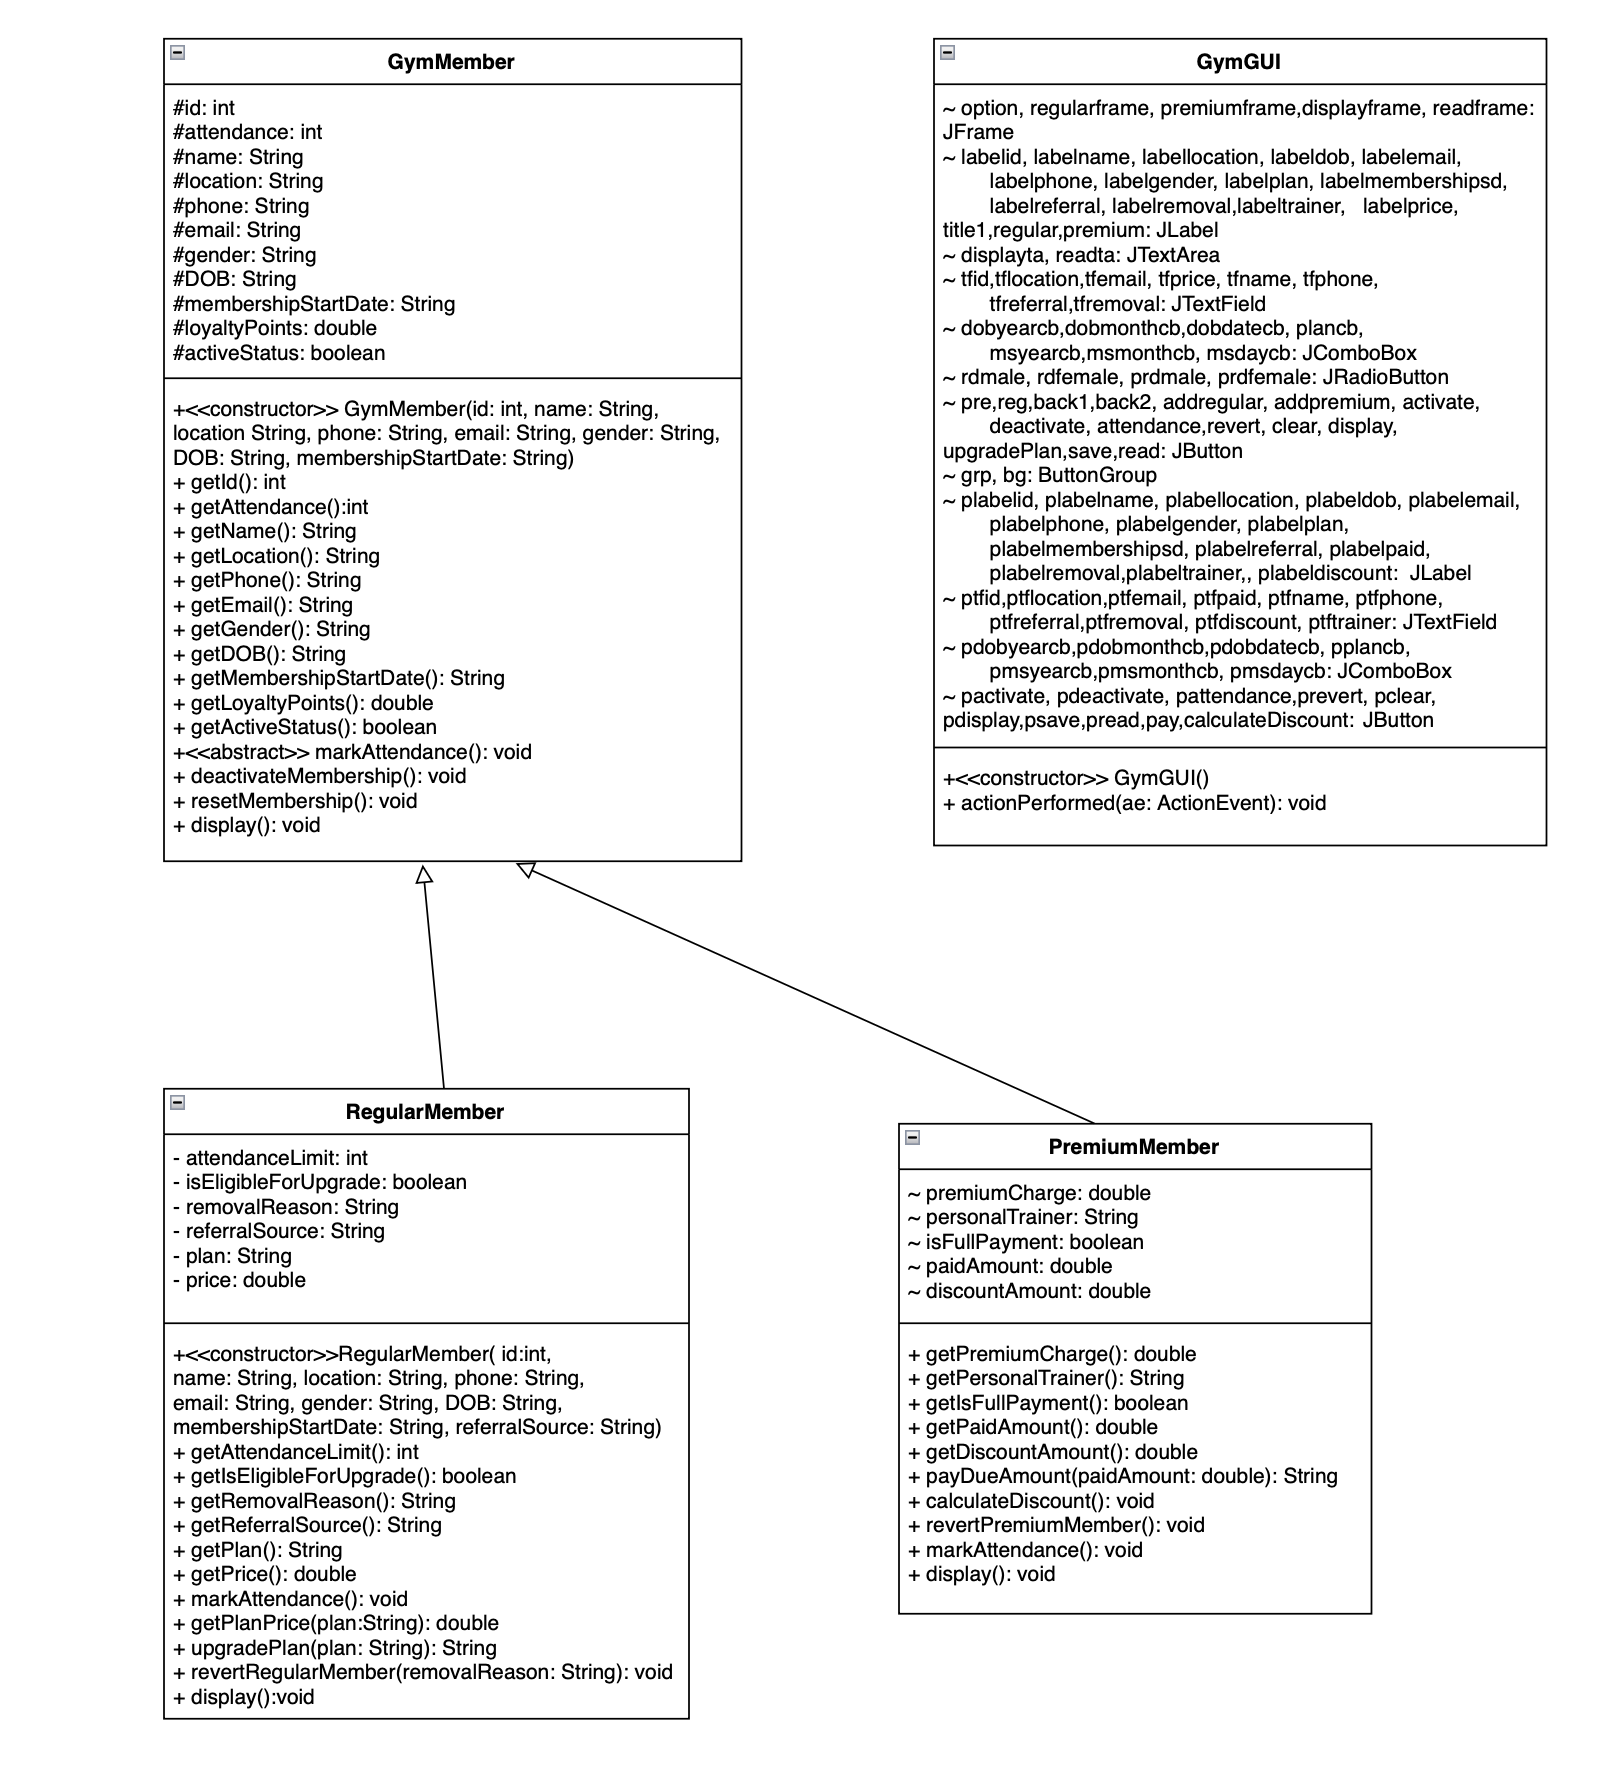 GymMember
#id: int
#attendance: int
#name: String
#location: String
#phone: String
#email: String
#gender: String
#DOB: String
#membershipStartDate: String
#loyaltyPoints: double
#activeStatus: boolean
+<<constructor>> GymMember(id: int, name: String,
location String, phone: String, email: String, gender: String,
DOB: String, membershipStartDate: String)
+ getId(): int
+ getAttendance():int
+ getName(): String
+ getLocation(): String
+ getPhone(): String
+ getEmail(): String
+ getGender(): String
+ getDOB(): String
+ getMembershipStartDate(): String
+ getLoyaltyPoints(): double
+ getActiveStatus(): boolean
+<<abstract>> markAttendance(): void
+ deactivateMembership(): void
+ resetMembership(): void
+ display(): void
GymGUI
~ option, regularframe, premiumframe,displayframe, readframe:
JFrame
~ labelid, labelname, labellocation, labeldob, labelemail,
labelphone, labelgender, labelplan, labelmembershipsd,
labelreferral, labelremoval,labeltrainer, labelprice,
title1,regular,premium: JLabel
~ displayta, readta: JTextArea
~ tfid,tflocation,tfemail, tfprice, tfname, tfphone,
tfreferral,tfremoval: JTextField
~ dobyearcb,dobmonthcb,dobdatecb, plancb,
msyearcb,msmonthcb, msdaycb: JComboBox
~ rdmale, rdfemale, prdmale, prdfemale: JRadioButton
~ pre,reg,back1,back2, addregular, addpremium, activate,
deactivate, attendance,revert, clear, display,
upgradePlan,save,read: JButton
~ grp, bg: ButtonGroup
~ plabelid, plabelname, plabellocation, plabeldob, plabelemail,
plabelphone, plabelgender, plabelplan,
plabelmembershipsd, plabelreferral, plabelpaid,
plabelremoval,plabeltrainer,, plabeldiscount: JLabel
~ ptfid,ptflocation,ptfemail, ptfpaid, ptfname, ptfphone,
ptfreferral,ptfremoval, ptfdiscount, ptftrainer: JTextField
~ pdobyearcb,pdobmonthcb,pdobdatecb, pplancb,
pmsyearcb,pmsmonthcb, pmsdaycb: JComboBox
~ pactivate, pdeactivate, pattendance,prevert, pclear,
pdisplay,psave,pread,pay,calculateDiscount: JButton
+<<constructor>> GymGUI()
+ actionPerformed(ae: ActionEvent): void
RegularMember
- attendanceLimit: int
- isEligibleForUpgrade: boolean
- removalReason: String
- referralSource: String
- plan: String
- price: double
+<<constructor>>RegularMember( id:int,
name: String, location: String, phone: String,
email: String, gender: String, DOB: String,
membershipStartDate: String, referralSource: String)
+ getAttendanceLimit(): int
+ getIsEligibleForUpgrade(): boolean
+ getRemovalReason(): String
+ getReferralSource(): String
+ getPlan(): String
+ getPrice(): double
+ markAttendance(): void
+ getPlanPrice(plan:String): double
+ upgradePlan(plan: String): String
+ revertRegularMember(removalReason: String): void
+ display():void
PremiumMember
~ premiumCharge: double
~ personalTrainer: String
~ isFullPayment: boolean
~ paidAmount: double
~ discountAmount: double
+ getPremiumCharge(): double
+ getPersonalTrainer(): String
+ getIsFullPayment(): boolean
+ getPaidAmount(): double
+ getDiscountAmount(): double
+ payDueAmount(paidAmount: double): String
+ calculateDiscount(): void
+ revertPremiumMember(): void
+ markAttendance(): void
+ display(): void